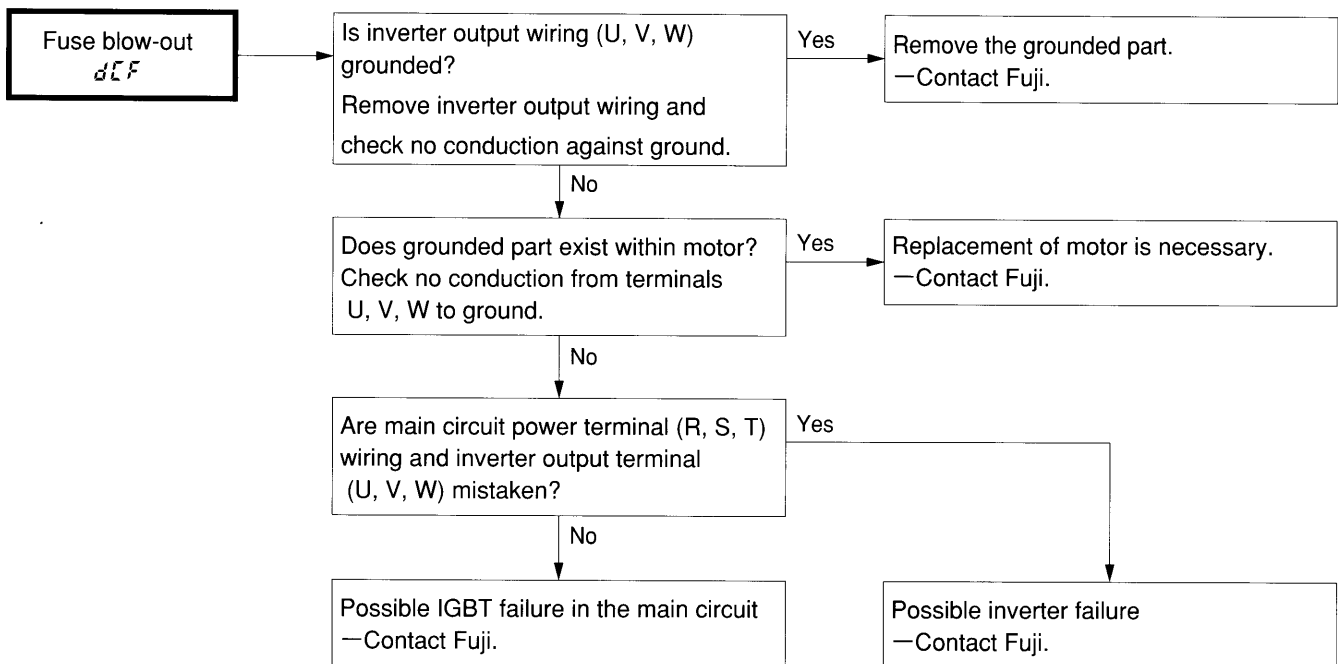 Fuse blow-out
dCF
Is inverter output wiring (U, V, W)
grounded?
Remove inverter output wiring and
check no conduction against ground.
Yes
Remove the grounded part.
—Contact Fuji.
No
Does grounded part exist within motor?
Check no conduction from terminals
U, V, W to ground.
Yes
Replacement of motor is necessary.
—Contact Fuji.
No
Are main circuit power terminal (R, S, T)
wiring and inverter output terminal
(U, V, W) mistaken?
Yes
No
Possible IGBT failure in the main circuit
—Contact Fuji.
Possible inverter failure
—Contact Fuji.